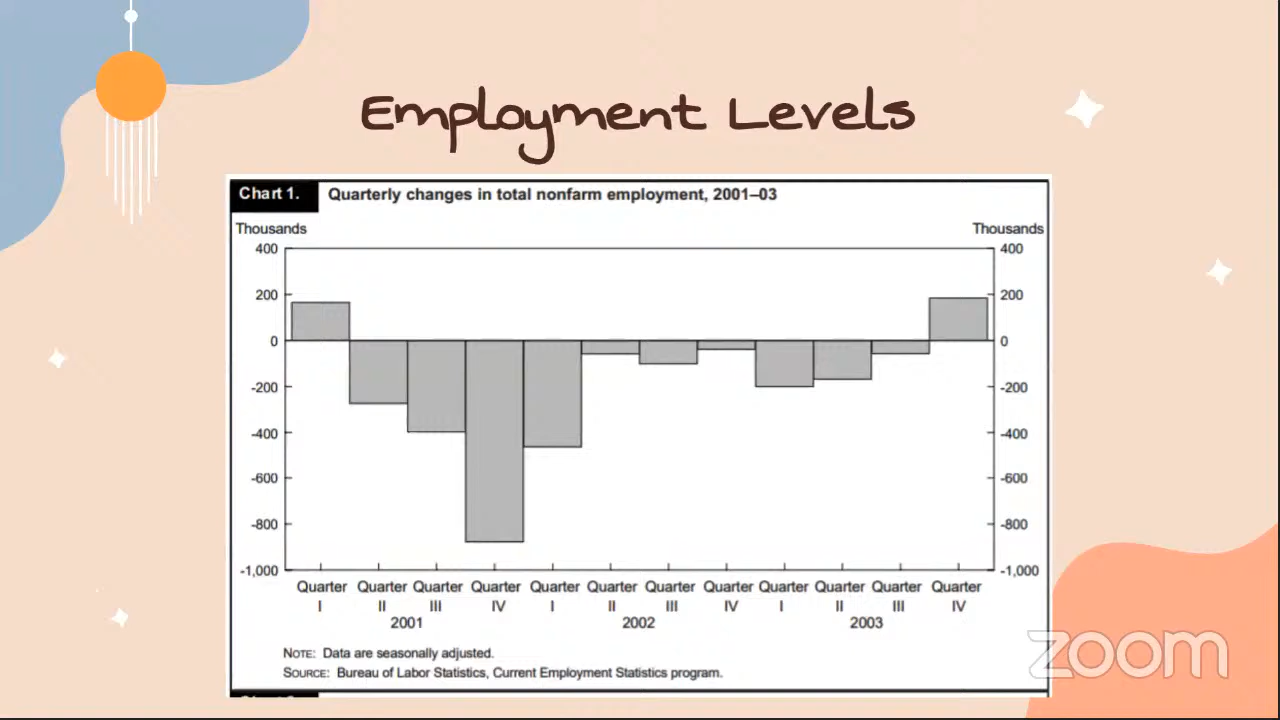 Employment Levels
Chart 1. Quarterly changes in total nonfarm employment, 2001–03
Thousands Thousands
400 400
200 200
0 0
-200 -200
-400 -400
-600 -600
-800 -800
-1,000 -1,000
Quarter Quarter Quarter Quarter Quarter Quarter Quarter Quarter Quarter Quarter Quarter Quarter
I II III IV I II III IV I II III IV
2001 2002 2003
NOTE: Data are seasonally adjusted.
SOURCE: Bureau of Labor Statistics, Current Employment Statistics program.
zoom